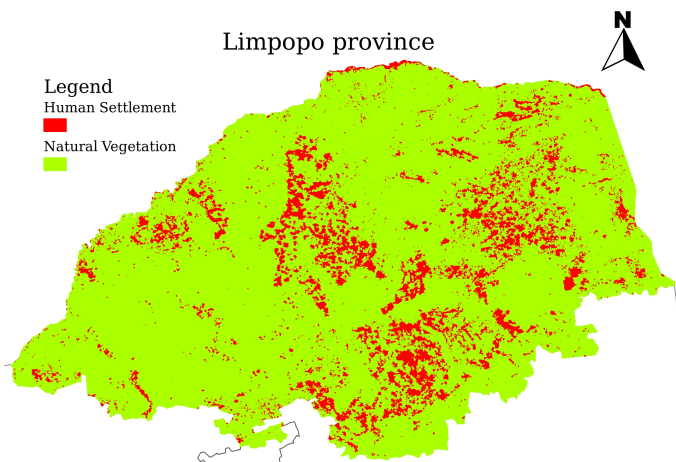 N
Limpopo province
Legend
Human Settlement
Natural Vegetation